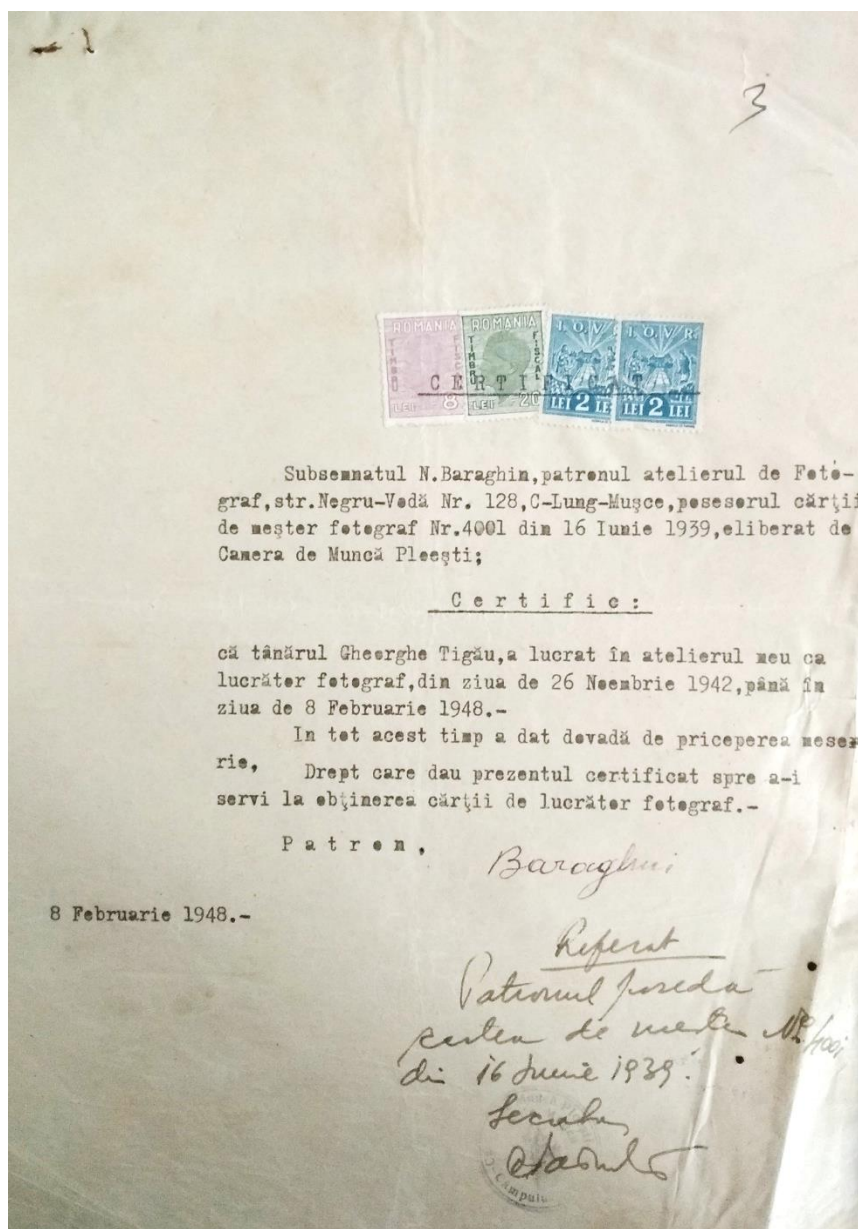 3
ROMANIA
TIMBRU FISCAL
LEI 8
ROMANIA
TIMBRU FISCAL
LEI 20
I.O.V.R.
LEI 2 LEI
I.O.V.R.
LEI 2 LEI
CERTIFICAT
Subsemnatul N.Baraghin,patronul atelierul de Foto-
graf,str.Negru-Vodă Nr. 128,C-Lung-Muşce,posesorul cărţii
de meşter fotograf Nr.4001 din 16 Iunie 1939,eliberat de
Camera de Muncă Pleeşti;
Certific:
că tânărul Gheorghe Tigău,a lucrat în atelierul meu ca
lucrător fotograf,din ziua de 26 Noembrie 1942,până în
ziua de 8 Februarie 1948.-
In tot acest timp a dat dovadă de priceperea mese
rie,
Drept care dau prezentul certificat spre a-i
servi la obţinerea cărţii de lucrător fotograf.-
Patron,
Baraghin
8 Februarie 1948.-
Referat
Patronul posedă
cartea de mester No 4001
din 16 Iunie 1939.
Secretar